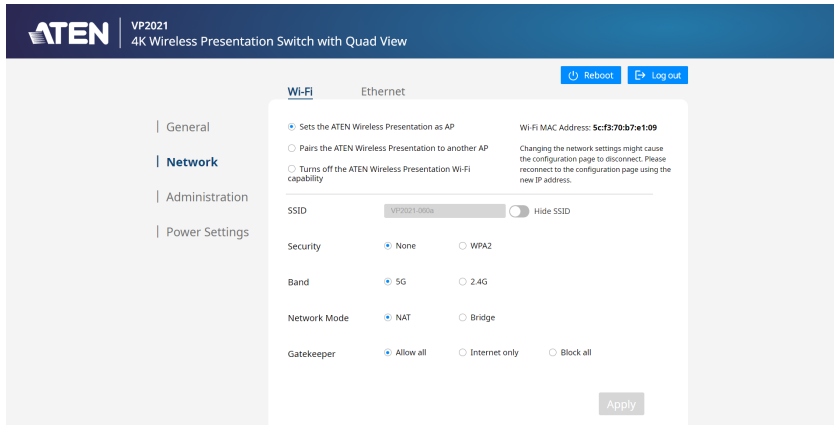 ATEN
VP2021
4K Wireless Presentation Switch with Quad View
Reboot
Log out
Wi-Fi
Ethernet
General
Network
Administration
Power Settings
Sets the ATEN Wireless Presentation as AP
Pairs the ATEN Wireless Presentation to another AP
Turns off the ATEN Wireless Presentation Wi-Fi
capability
Wi-Fi MAC Address: 5c:f3:70:b7:e1:09
Changing the network settings might cause
the configuration page to disconnect. Please
reconnect to the configuration page using the
new IP address.
SSID
VP2021-000a
Hide SSID
Security
None
WPA2
Band
5G
2.4G
Network Mode
NAT
Bridge
Gatekeeper
Allow all
Internet only
Block all
Apply